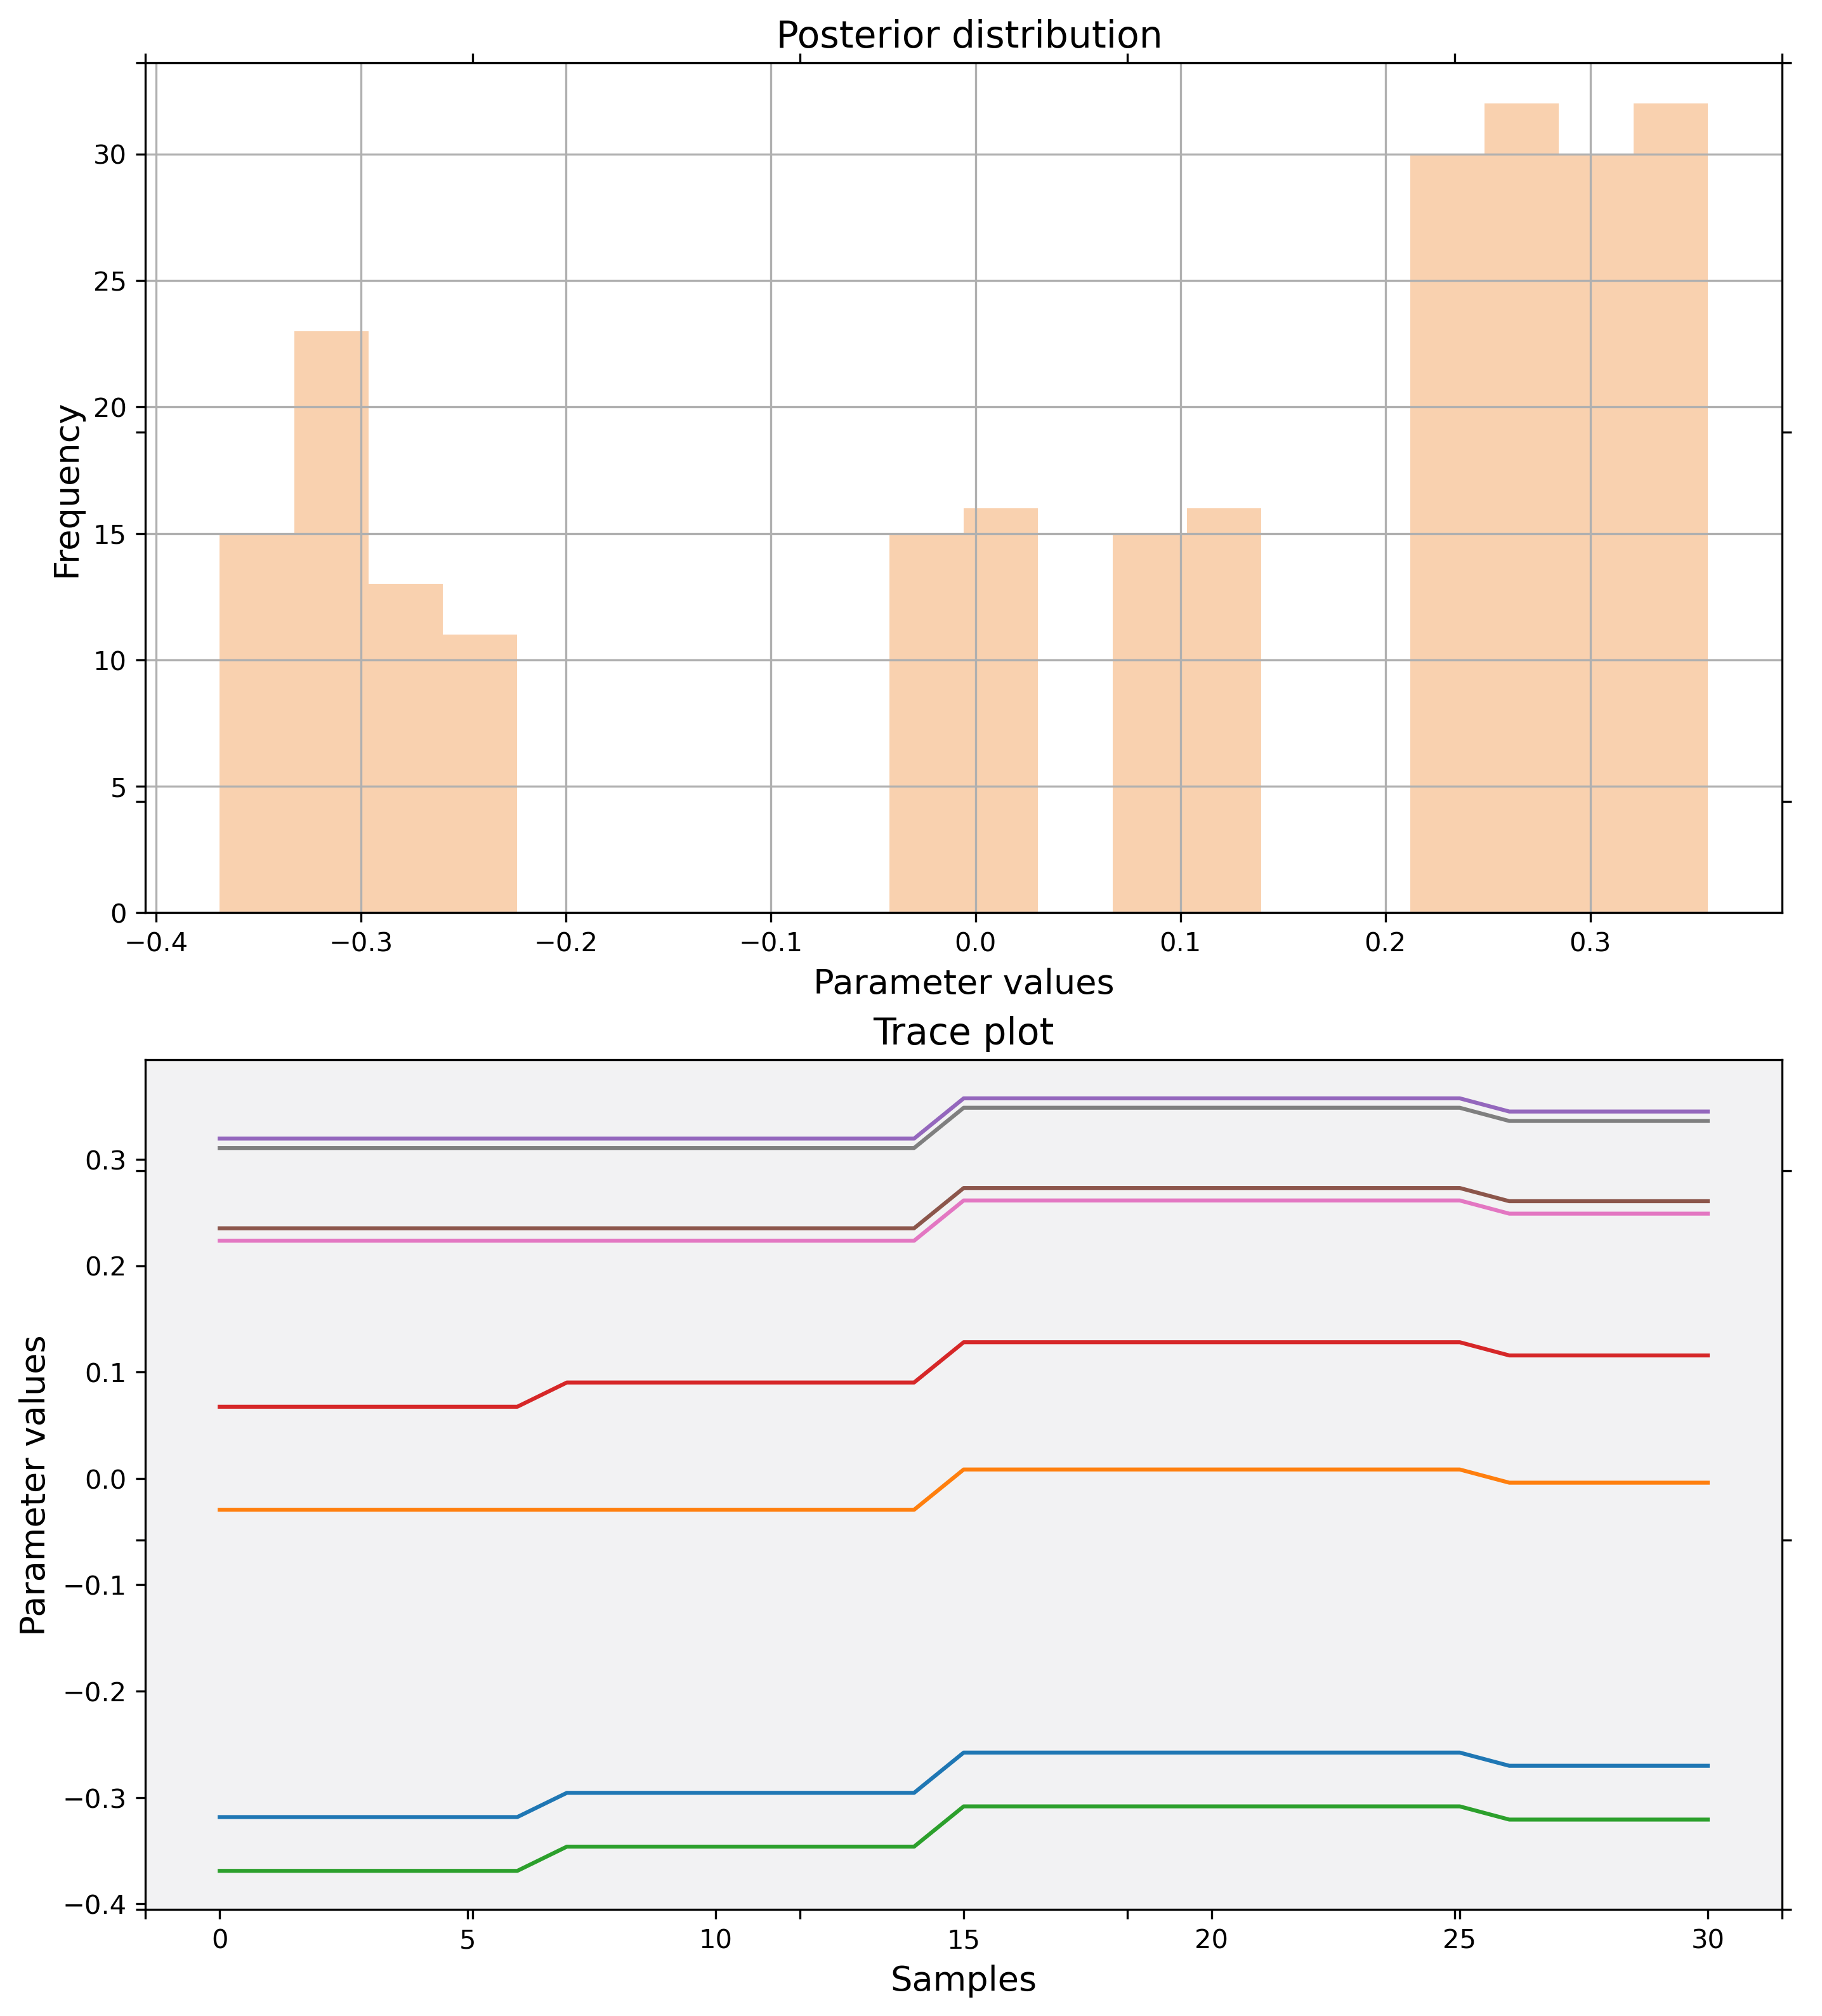 Posterior distribution
30
25
20
15
10
5
0
Frequency
−0.4 −0.3 −0.2 −0.1 0.0 0.1 0.2 0.3
Parameter values
Trace plot
0.3
0.2
0.1
0.0
−0.1
−0.2
−0.3
−0.4
Parameter values
0 5 10 15 20 25 30
Samples